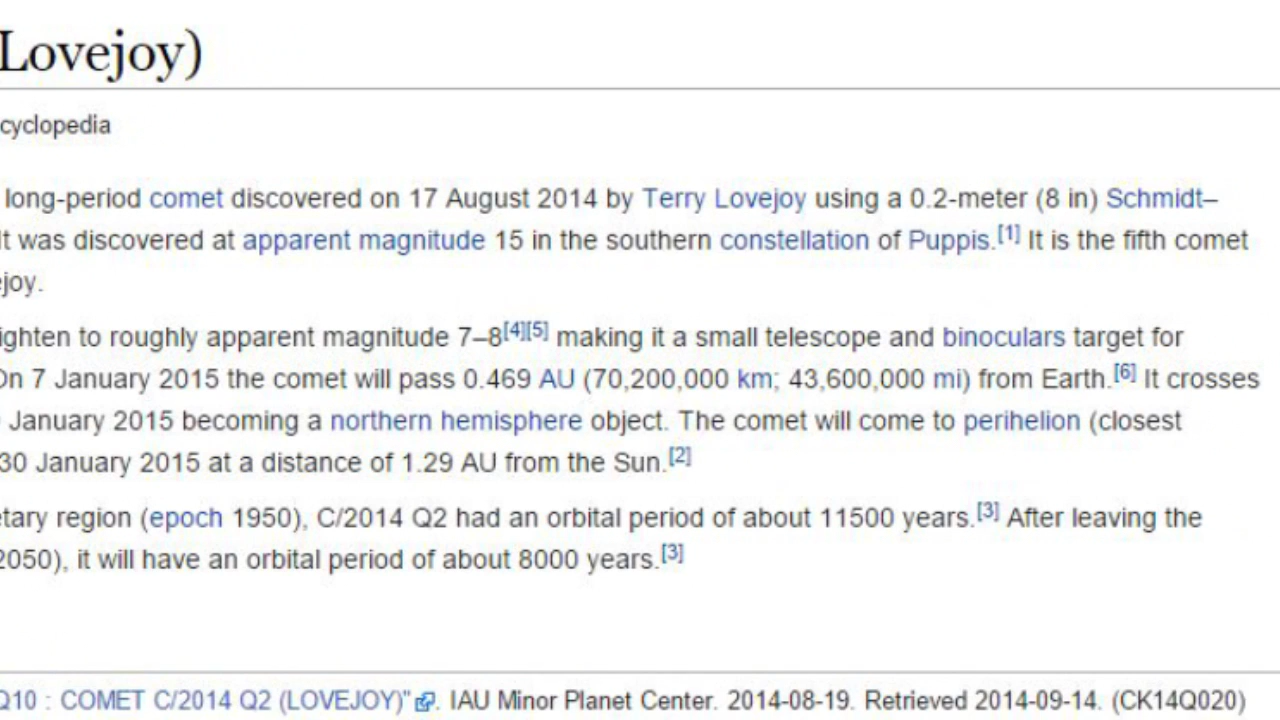 Lovejoy)
cyclopedia
long-period comet discovered on 17 August 2014 by Terry Lovejoy using a 0.2-meter (8 in) Schmidt–
It was discovered at apparent magnitude 15 in the southern constellation of Puppis.[1] It is the fifth comet
ejoy.
ighten to roughly apparent magnitude 7–8[4][5] making it a small telescope and binoculars target for
On 7 January 2015 the comet will pass 0.469 AU (70,200,000 km; 43,600,000 mi) from Earth.[6] It crosses
January 2015 becoming a northern hemisphere object. The comet will come to perihelion (closest
30 January 2015 at a distance of 1.29 AU from the Sun.[2]
etary region (epoch 1950), C/2014 Q2 had an orbital period of about 11500 years.[3] After leaving the
2050), it will have an orbital period of about 8000 years.[3]
Q10 : COMET C/2014 Q2 (LOVEJOY)". IAU Minor Planet Center. 2014-08-19. Retrieved 2014-09-14. (CK14Q020)